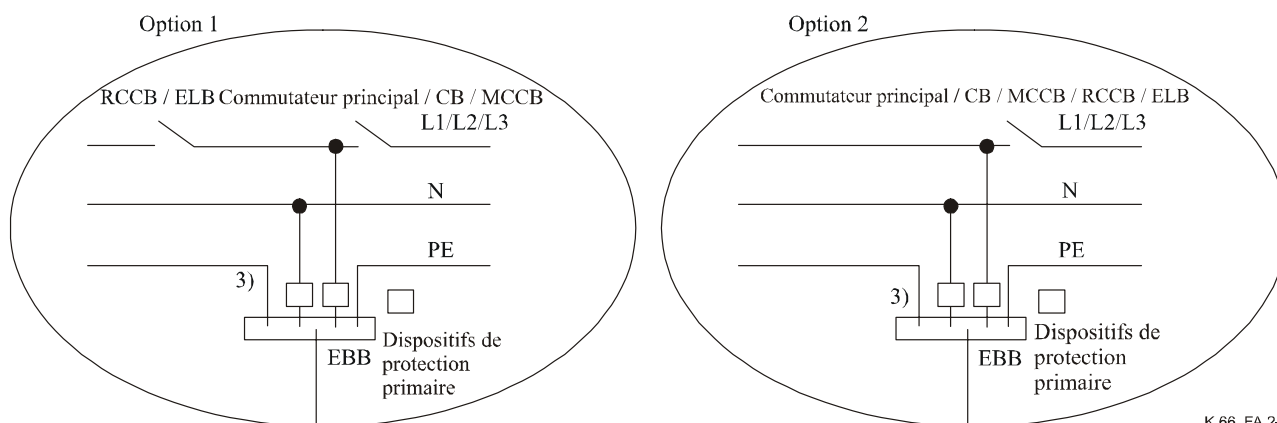 Option 1
RCCB / ELB Commutateur principal / CB / MCCB
L1/L2/L3
N
PE
3)
EBB
Dispositifs de
protection
primaire
Option 2
Commutateur principal / CB / MCCB / RCCB / ELB
L1/L2/L3
N
PE
3)
EBB
Dispositifs de
protection
primaire